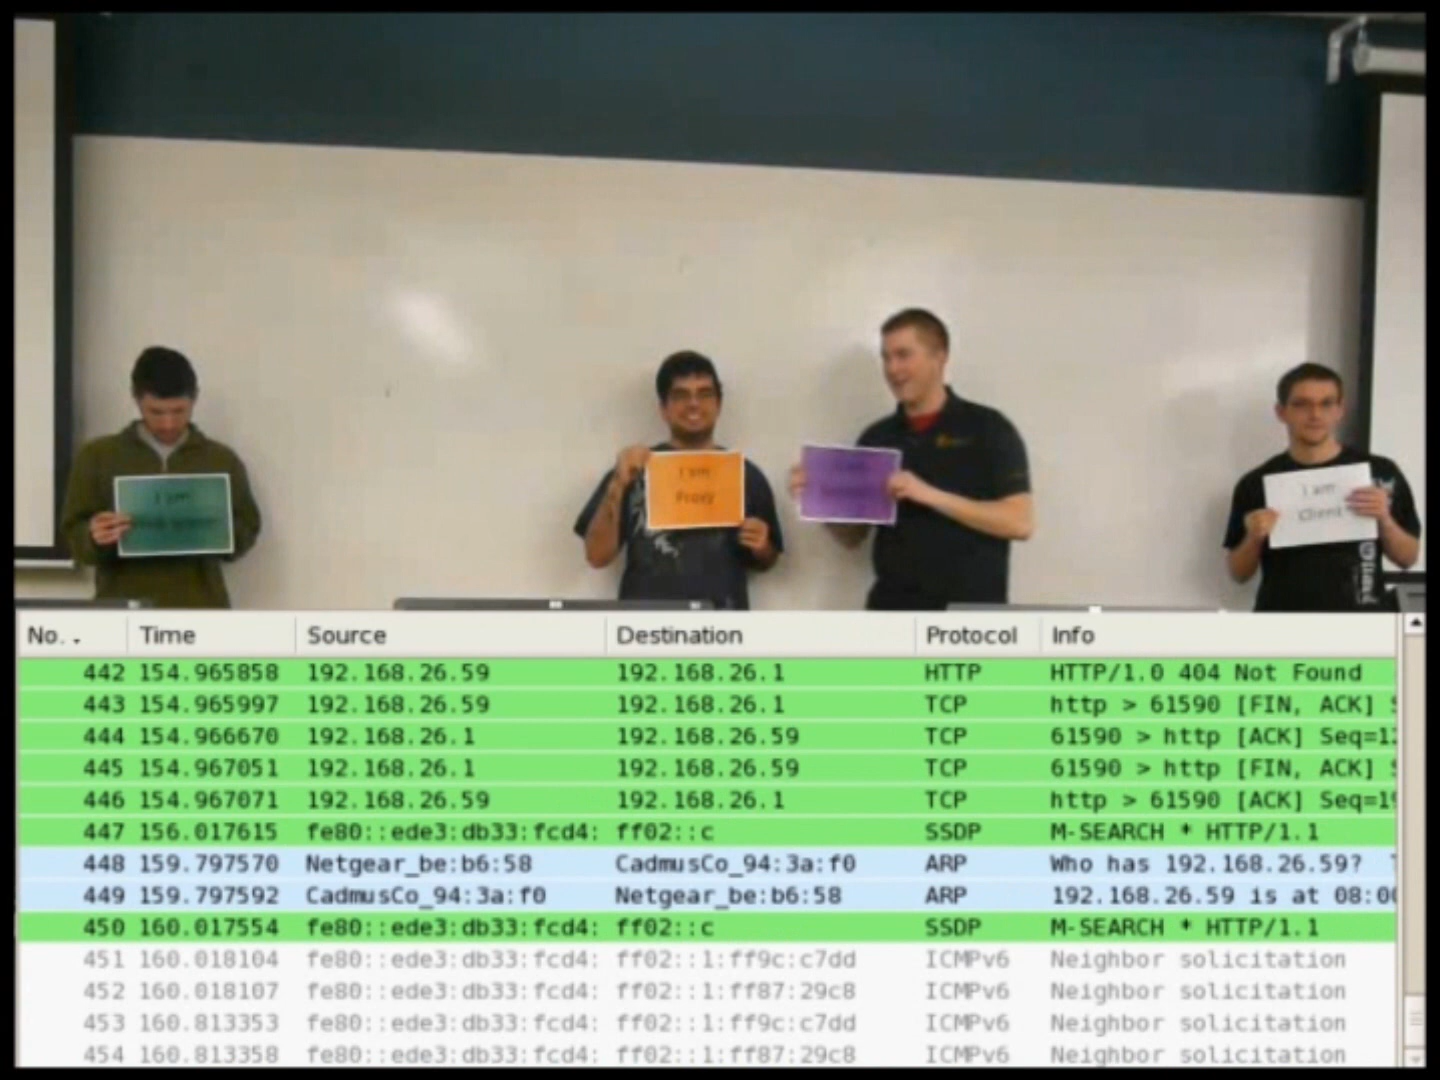 I am
I am
Proxy
I am
Client
No. Time Source Destination Protocol Info
442 154.965858 192.168.26.59 192.168.26.1 HTTP HTTP/1.0 404 Not Found
443 154.965997 192.168.26.59 192.168.26.1 TCP http > 61590 [FIN, ACK]
444 154.966670 192.168.26.1 192.168.26.59 TCP 61590 > http [ACK] Seq=12
445 154.967051 192.168.26.1 192.168.26.59 TCP 61590 > http [FIN, ACK]
446 154.967071 192.168.26.59 192.168.26.1 TCP http > 61590 [ACK] Seq=19
447 156.017615 fe80::ede3:db33:fcd4: ff02::c SSDP M-SEARCH * HTTP/1.1
448 159.797570 Netgear_be:b6:58 CadmusCo_94:3a:f0 ARP Who has 192.168.26.59?
449 159.797592 CadmusCo_94:3a:f0 Netgear_be:b6:58 ARP 192.168.26.59 is at 08:00
450 160.017554 fe80::ede3:db33:fcd4: ff02::c SSDP M-SEARCH * HTTP/1.1
451 160.018104 fe80::ede3:db33:fcd4: ff02::1:ff9c:c7dd ICMPv6 Neighbor solicitation
452 160.018107 fe80::ede3:db33:fcd4: ff02::1:ff87:29c8 ICMPv6 Neighbor solicitation
453 160.813353 fe80::ede3:db33:fcd4: ff02::1:ff9c:c7dd ICMPv6 Neighbor solicitation
454 160.813358 fe80::ede3:db33:fcd4: ff02::1:ff87:29c8 ICMPv6 Neighbor solicitation